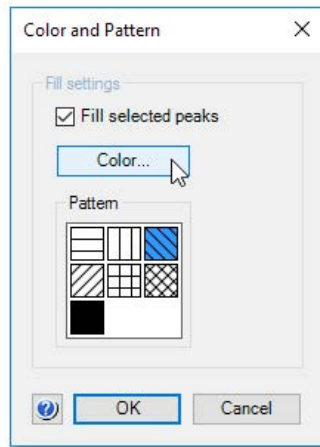 Color and Pattern
Fill settings
Fill selected peaks
Color...
Pattern
?
OK
Cancel